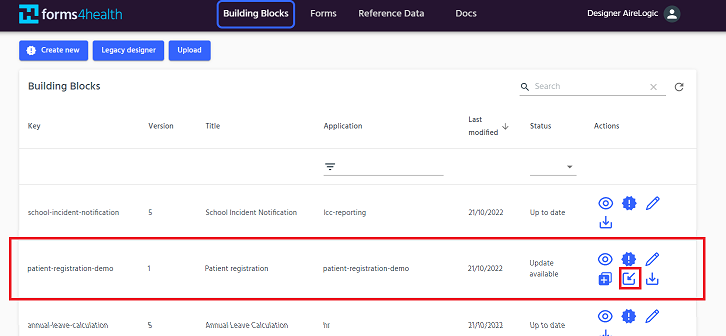 forms4health Building Blocks Forms Reference Data Docs Designer AireLogic
Create new Legacy designer Upload
Building Blocks Search
Key Version Title Application Last modified Status Actions
school-incident-notification 5 School Incident Notification lcc-reporting 21/10/2022 Up to date
patient-registration-demo 1 Patient registration patient-registration-demo 21/10/2022 Update available
annual-leave-calculation 5 Annual Leave Calculation hr 21/10/2022 Up to date